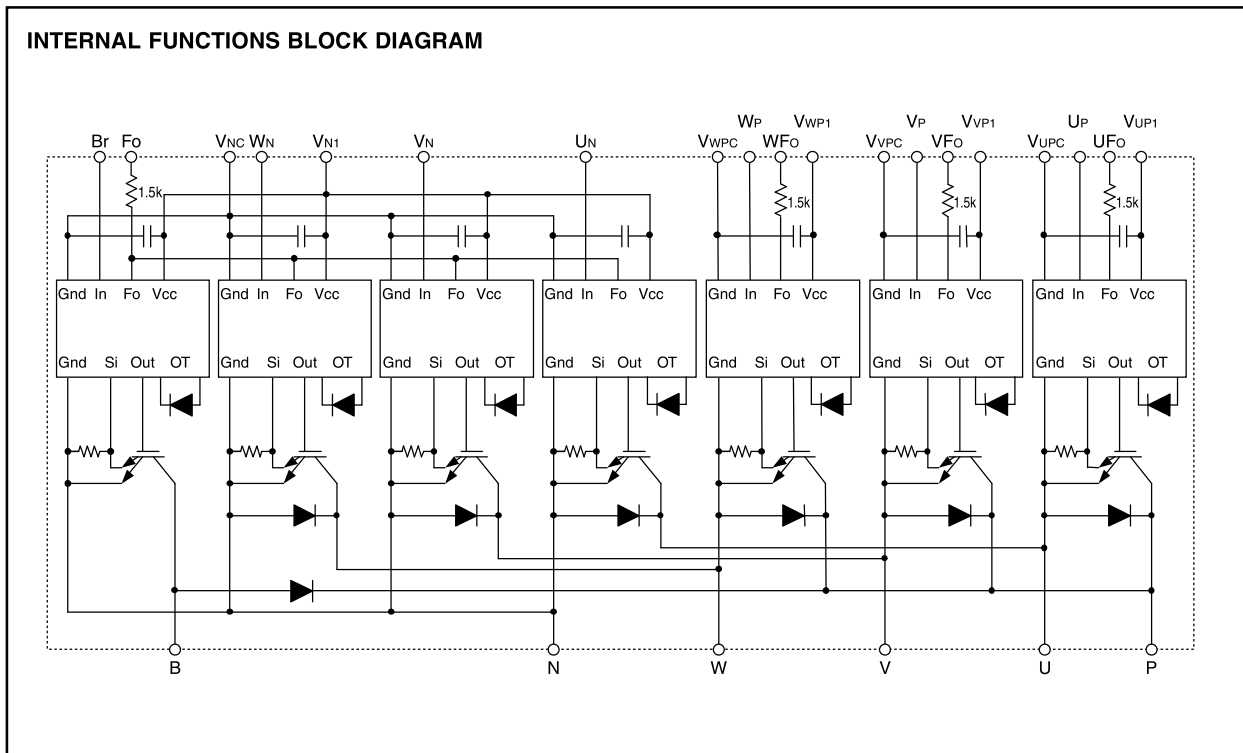 INTERNAL FUNCTIONS BLOCK DIAGRAM
WP VWP1 VP VVP1 UP VUP1
Br FO VNC WN VN1 VN UN VWPC WFO VVPC VFO VUPC UFO
1.5k 1.5k 1.5k 1.5k
Gnd In Fo Vcc Gnd In Fo Vcc Gnd In Fo Vcc Gnd In Fo Vcc Gnd In Fo Vcc Gnd In Fo Vcc Gnd In Fo Vcc
Gnd Si Out OT Gnd Si Out OT Gnd Si Out OT Gnd Si Out OT Gnd Si Out OT Gnd Si Out OT Gnd Si Out OT
B N W V U P